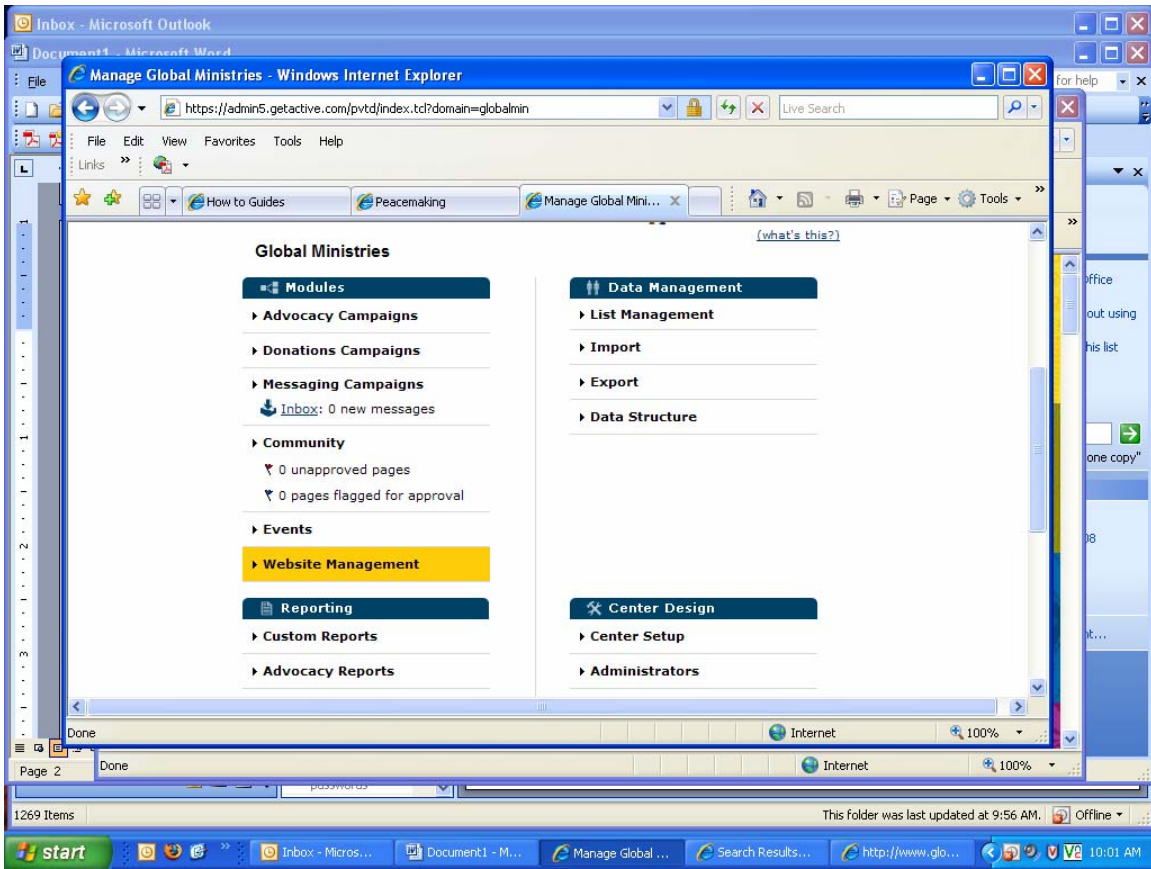 Inbox - Microsoft Outlook
Document1 - Microsoft Word
File
for help
Manage Global Ministries - Windows Internet Explorer
https://admin5.getactive.com/pvtd/index.tcl?domain=globalmin
Live Search
File Edit View Favorites Tools Help
Links
How to Guides
Peacemaking
Manage Global Mini...
Page
Tools
(what's this?)
Global Ministries
Modules
Advocacy Campaigns
Donations Campaigns
Messaging Campaigns
Inbox: 0 new messages
Community
0 unapproved pages
0 pages flagged for approval
Events
Website Management
Data Management
List Management
Import
Export
Data Structure
Reporting
Custom Reports
Advocacy Reports
Center Design
Center Setup
Administrators
ffice
out using
his list
one copy"
08
Done
Internet
100%
Page 2
Done
Internet
100%
passwords
1269 Items
This folder was last updated at 9:56 AM.
Offline
start
Inbox - Micros...
Document1 - M...
Manage Global ...
Search Results...
http://www.glo...
10:01 AM